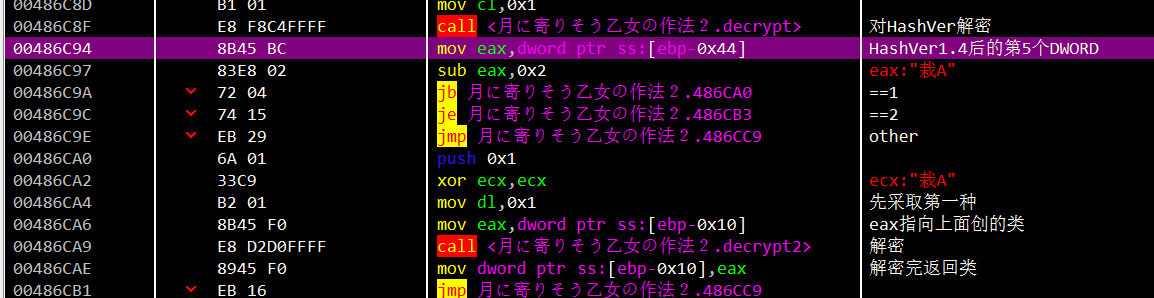 00486C8D B1 01 mov cl,0x1
00486C8F E8 F8C4FFFF call <月に寄りそう乙女の作法２.decrypt> 对HashVer解密
00486C94 8B45 BC mov eax,dword ptr ss:[ebp-0x44] HashVer1.4后的第5个DWORD
00486C97 83E8 02 sub eax,0x2 eax:"栽A"
00486C9A 72 04 jb 月に寄りそう乙女の作法２.486CA0 ==1
00486C9C 74 15 je 月に寄りそう乙女の作法２.486CB3 ==2
00486C9E EB 29 jmp 月に寄りそう乙女の作法２.486CC9 other
00486CA0 6A 01 push 0x1
00486CA2 33C9 xor ecx,ecx ecx:"栽A"
00486CA4 B2 01 mov dl,0x1 先采取第一种
00486CA6 8B45 F0 mov eax,dword ptr ss:[ebp-0x10] eax指向上面创的类
00486CA9 E8 D2D0FFFF call <月に寄りそう乙女の作法２.decrypt2> 解密
00486CAE 8945 F0 mov dword ptr ss:[ebp-0x10],eax 解密完返回类
00486CB1 EB 16 jmp 月に寄りそう乙女の作法２.486CC9